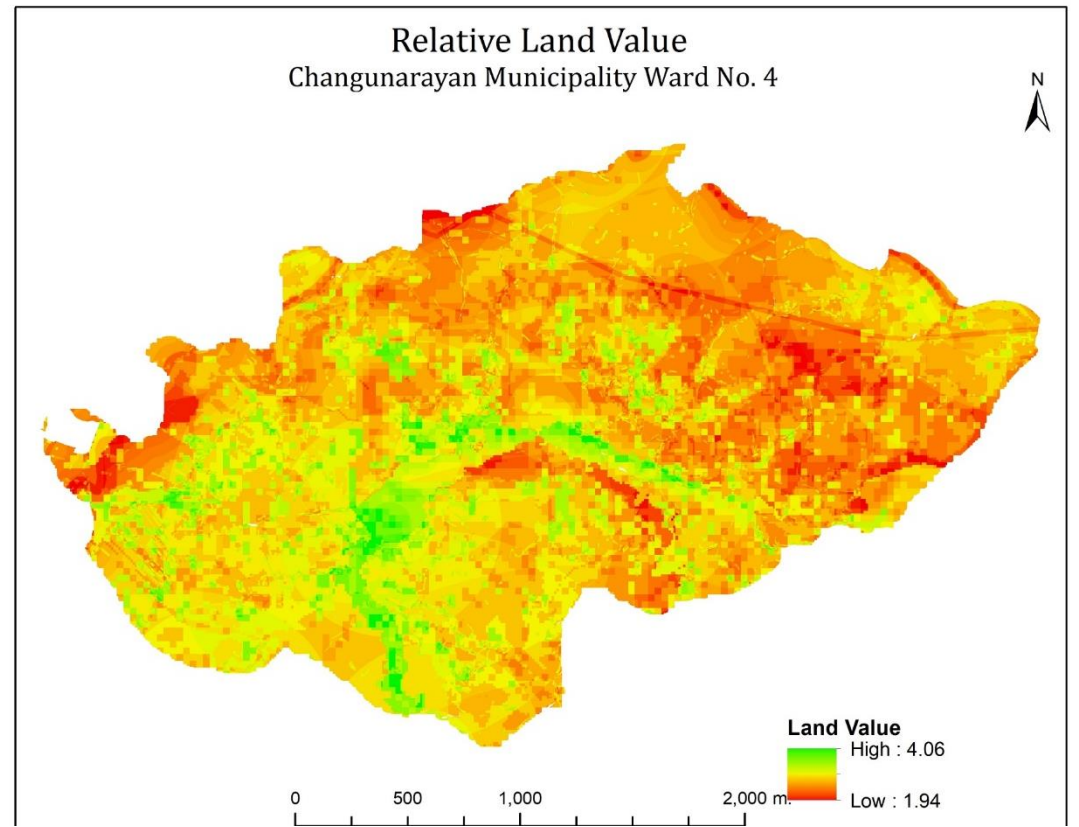 Relative Land Value
Changunarayan Municipality Ward No. 4
N
Land Value
High : 4.06
Low : 1.94
0 500 1,000 2,000 m.